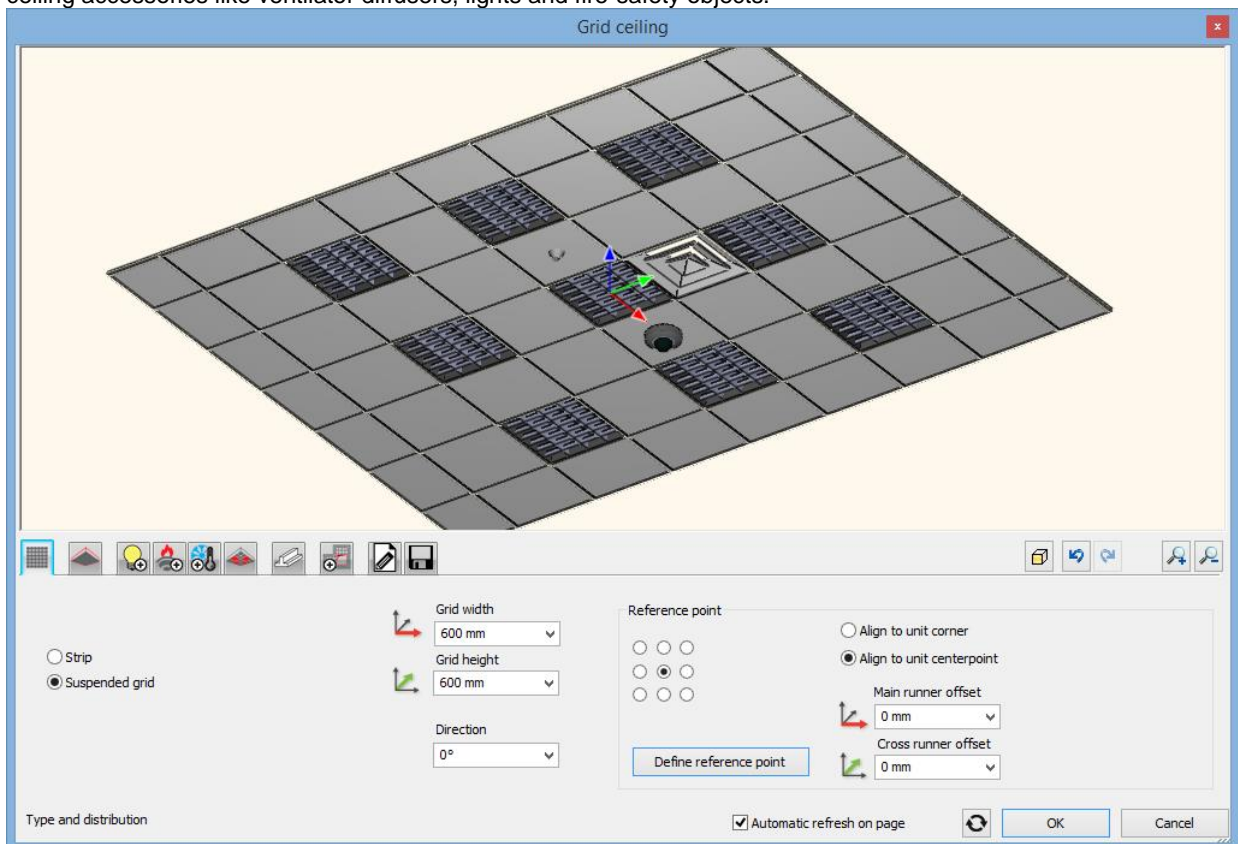 ceiling accessories like ventilator diffusers, lights and fire-safety objects.
Grid ceiling
x
Strip
Suspended grid
Grid width
600 mm
Grid height
600 mm
Direction
0°
Reference point
Define reference point
Align to unit corner
Align to unit centerpoint
Main runner offset
0 mm
Cross runner offset
0 mm
Type and distribution
Automatic refresh on page
OK
Cancel